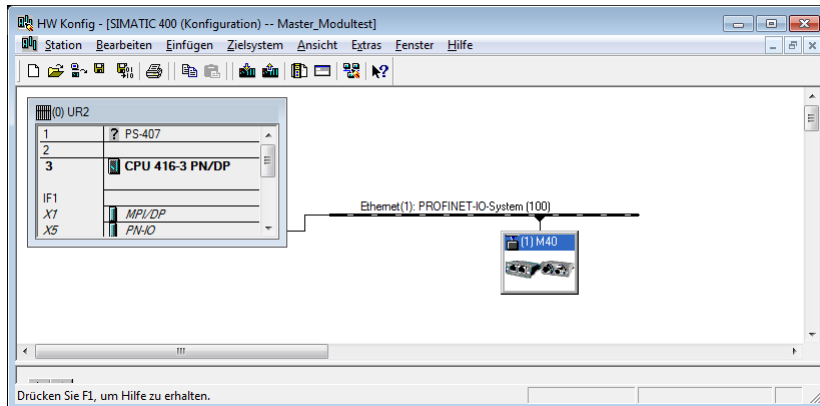 HW Konfig - [SIMATIC 400 (Konfiguration) -- Master_Modultest]
Station Bearbeiten Einfügen Zielsystem Ansicht Extras Fenster Hilfe
(0) UR2
1 ? PS-407
2
3 CPU 416-3 PN/DP
IF1
X1 MPI/DP
X5 PN-IO
Ethernet(1): PROFINET-IO-System (100)
(1) M40
Drücken Sie F1, um Hilfe zu erhalten.